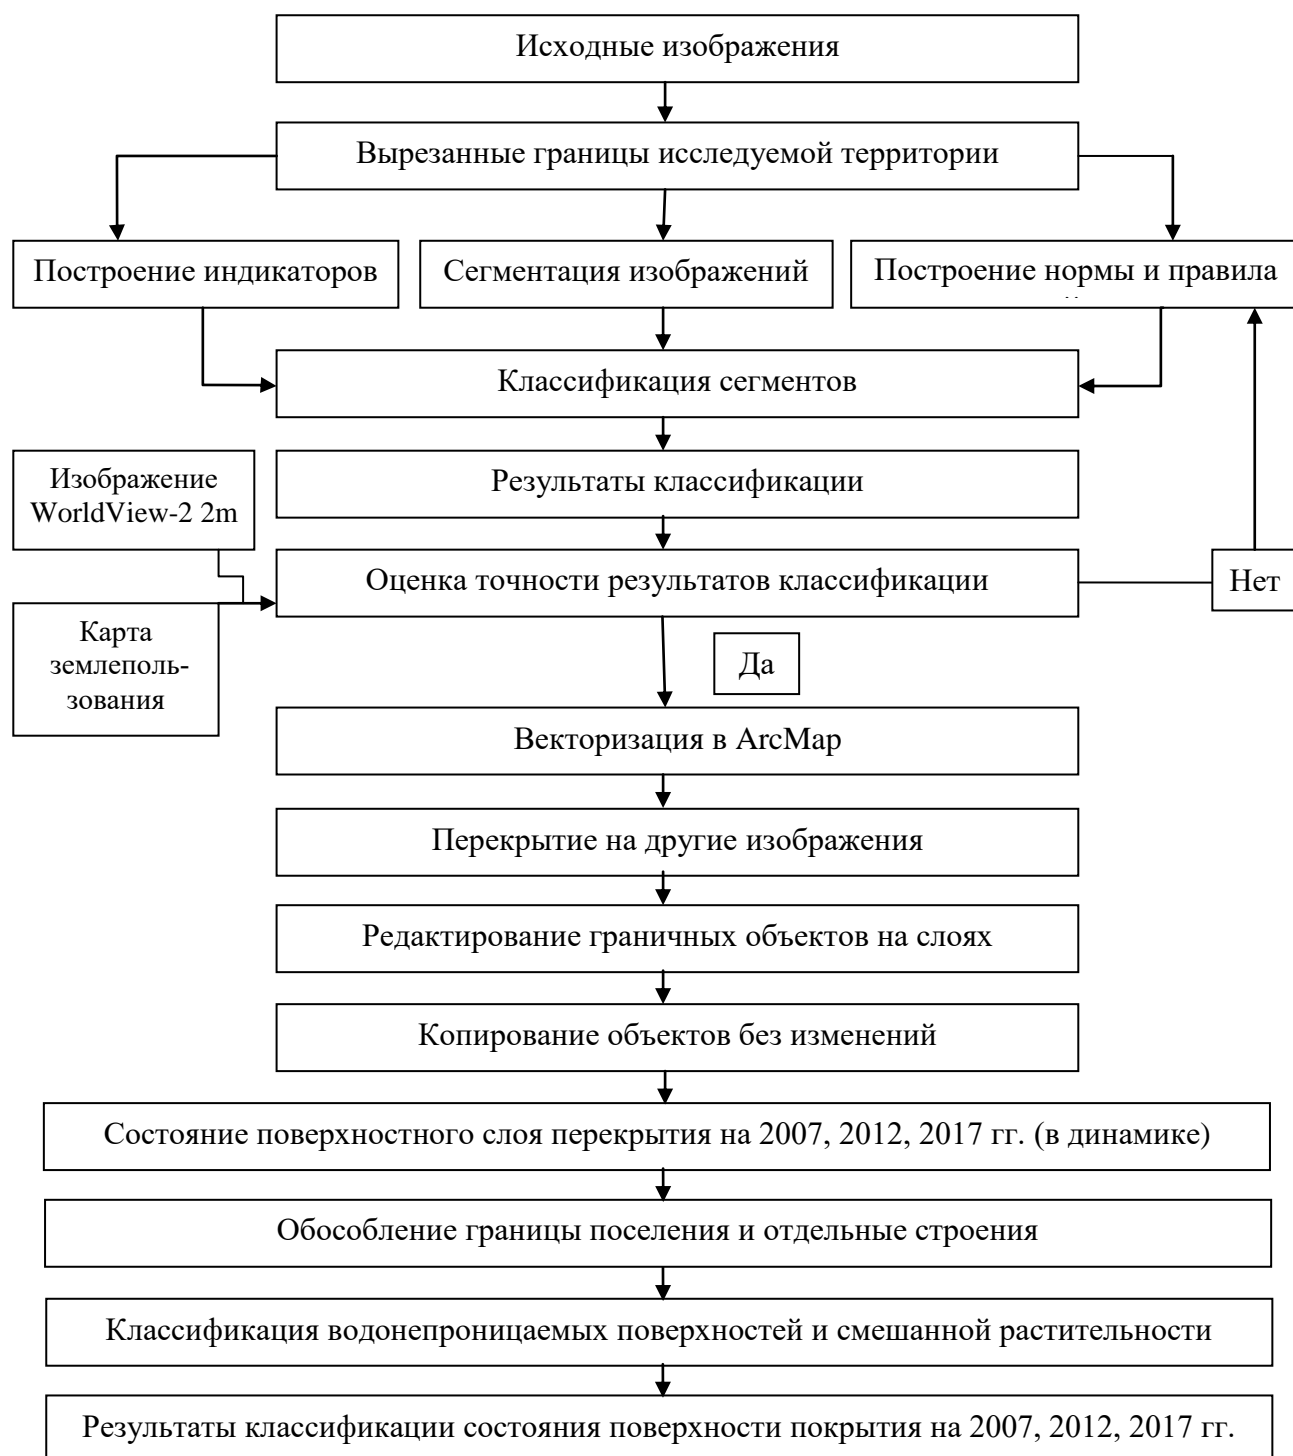 Исходные изображения
Вырезанные границы исследуемой территории
Построение индикаторов
Сегментация изображений
Построение нормы и правила
Классификация сегментов
Изображение
WorldView-2 2m
Результаты классификации
Оценка точности результатов классификации
Нет
Карта
землеполь-
зования
Да
Векторизация в ArcMap
Перекрытие на другие изображения
Редактирование граничных объектов на слоях
Копирование объектов без изменений
Состояние поверхностного слоя перекрытия на 2007, 2012, 2017 гг. (в динамике)
Обособление границы поселения и отдельные строения
Классификация водонепроницаемых поверхностей и смешанной растительности
Результаты классификации состояния поверхности покрытия на 2007, 2012, 2017 гг.